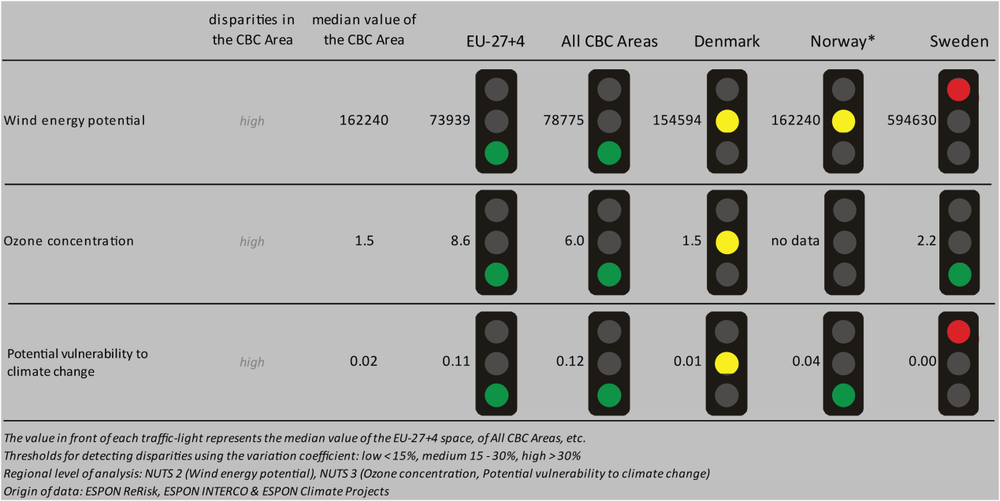 disparities in the CBC Area median value of the CBC Area EU-27+4 All CBC Areas Denmark Norway* Sweden
Wind energy potential high 162240 73939 78775 154594 162240 594630
Ozone concentration high 1.5 8.6 6.0 1.5 no data 2.2
Potential vulnerability to
climate change high 0.02 0.11 0.12 0.01 0.04 0.00
The value in front of each traffic-light represents the median value of the EU-27+4 space, of All CBC Areas, etc.
Thresholds for detecting disparities using the variation coefficient: low < 15%, medium 15 - 30%, high > 30%
Regional level of analysis: NUTS 2 (Wind energy potential), NUTS 3 (Ozone concentration, Potential vulnerability to climate change)
Origin of data: ESPON ReRisk, ESPON INTERCO & ESPON Climate Projects